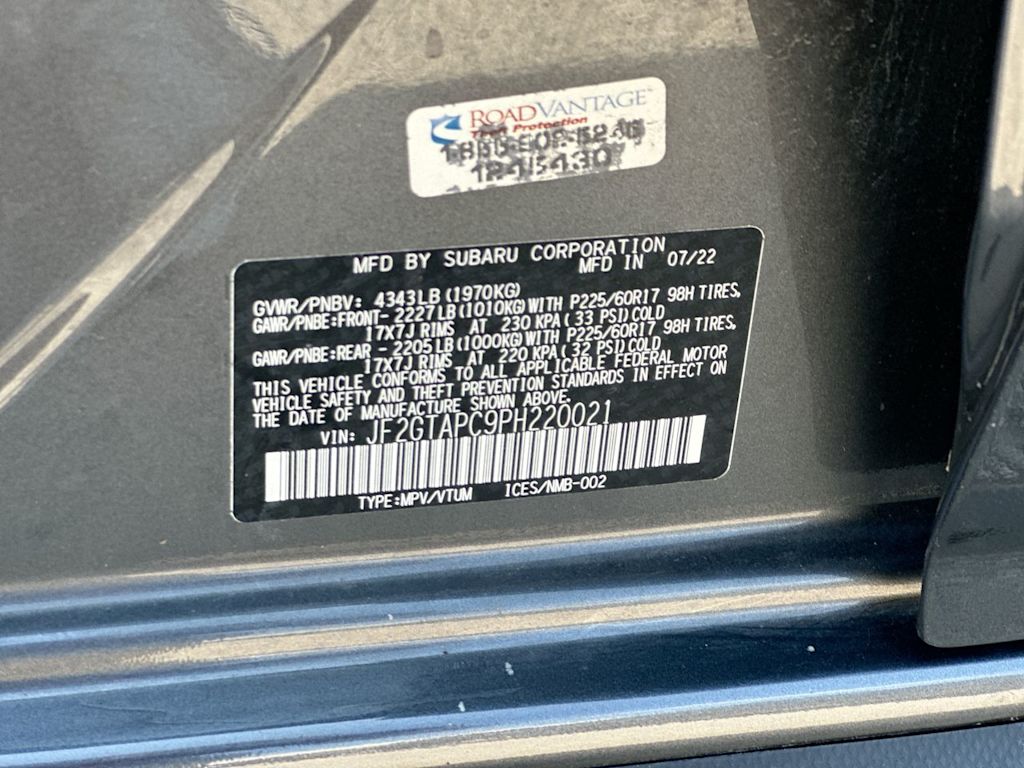 ROADVANTAGE
Theft Protection
MFD BY SUBARU CORPORATION
MFD IN 07/22
GVWR/PNBV: 4343LB (1970KG)
GAWR/PNBE:FRONT- 2227LB (1010KG) WITH P225/60R17 98H TIRES,
17X7J RIMS AT 230 KPA ( 33 PSI) COLD
GAWR/PNBE:REAR - 2205LB (1000KG) WITH P225/60R17 98H TIRES,
17X7J RIMS AT 220 KPA ( 32 PSI) COLD
THIS VEHICLE CONFORMS TO ALL APPLICABLE FEDERAL MOTOR
VEHICLE SAFETY AND THEFT PREVENTION STANDARDS IN EFFECT ON
THE DATE OF MANUFACTURE SHOWN ABOVE.
VIN: JF2GTAPC9PH220021
TYPE:MPV/VTUM ICES/NMB-002